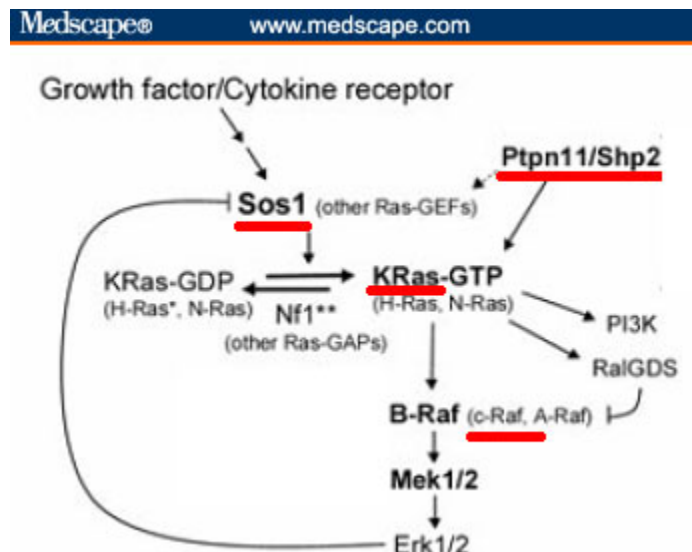 Medscape® www.medscape.com
Growth factor/Cytokine receptor
Ptpn11/Shp2
Sos1 (other Ras-GEFs)
KRas-GDP
(H-Ras*, N-Ras)
Nf1**
(other Ras-GAPs)
KRas-GTP
(H-Ras, N-Ras)
PI3K
RalGDS
B-Raf (c-Raf, A-Raf)
Mek1/2
Erk1/2